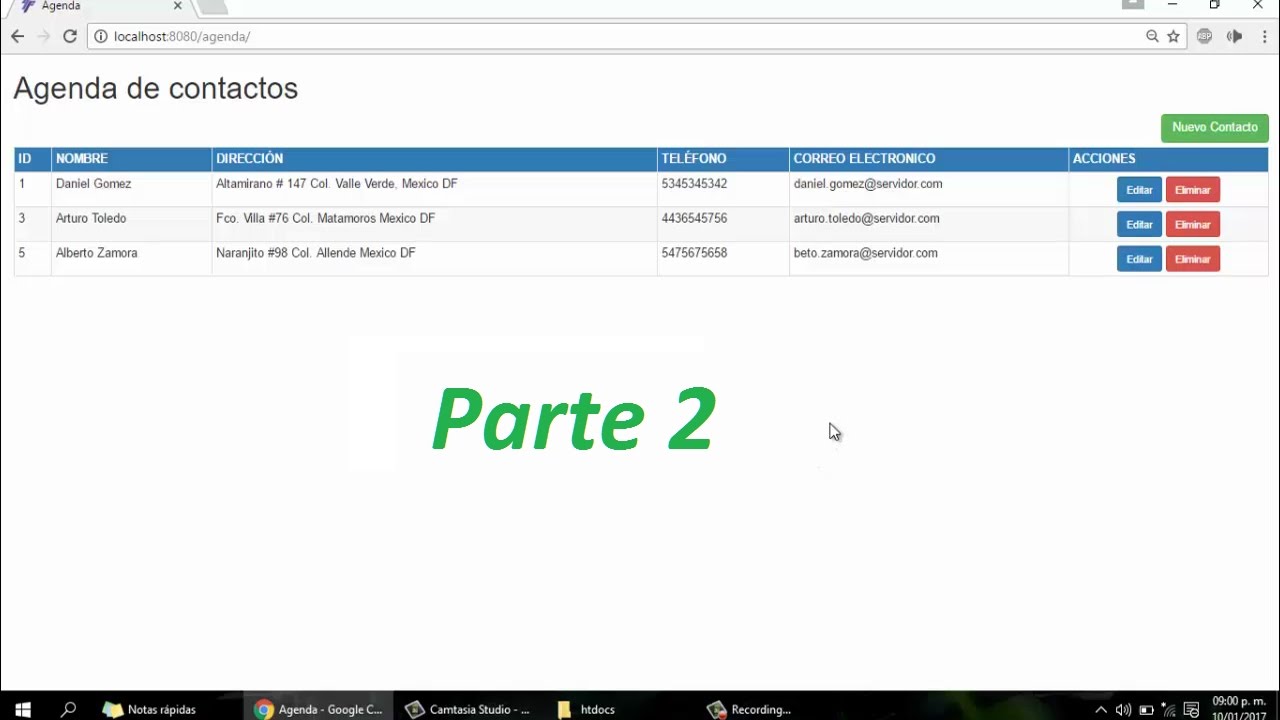 Agenda
localhost:8080/agenda/
ABP
Agenda de contactos
Nuevo Contacto
ID NOMBRE DIRECCIÓN TELÉFONO CORREO ELECTRONICO ACCIONES
1 Daniel Gomez Altamirano # 147 Col. Valle Verde, Mexico DF 5345345342 daniel.gomez@servidor.com Editar Eliminar
3 Arturo Toledo Fco. Villa #76 Col. Matamoros Mexico DF 4436545756 arturo.toledo@servidor.com Editar Eliminar
5 Alberto Zamora Naranjito #98 Col. Allende Mexico DF 5475675658 beto.zamora@servidor.com Editar Eliminar
Parte 2
Notas rápidas Agenda - Google C... Camtasia Studio - ... htdocs Recording... 09:00 p. m.
10/01/2017